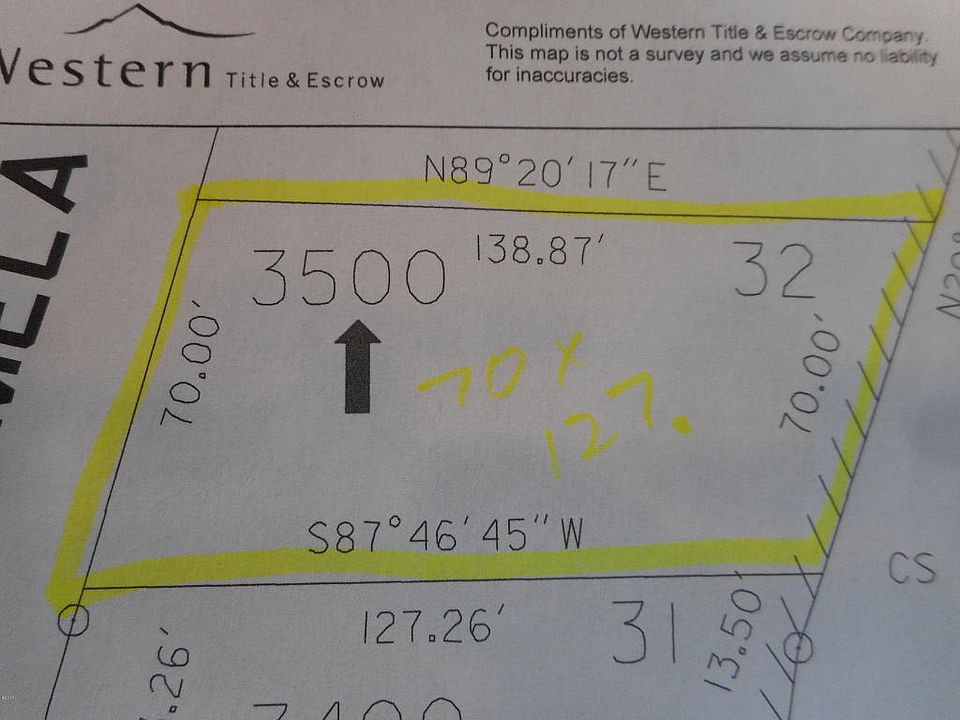 Western Title & Escrow
Compliments of Western Title & Escrow Company.
This map is not a survey and we assume no liability
for inaccuracies.
N89°20'17"E
138.87'
3500
32
70.00'
70 x
127.
70.00'
S87°46'45"W
127.26'
31
13.50'
CS